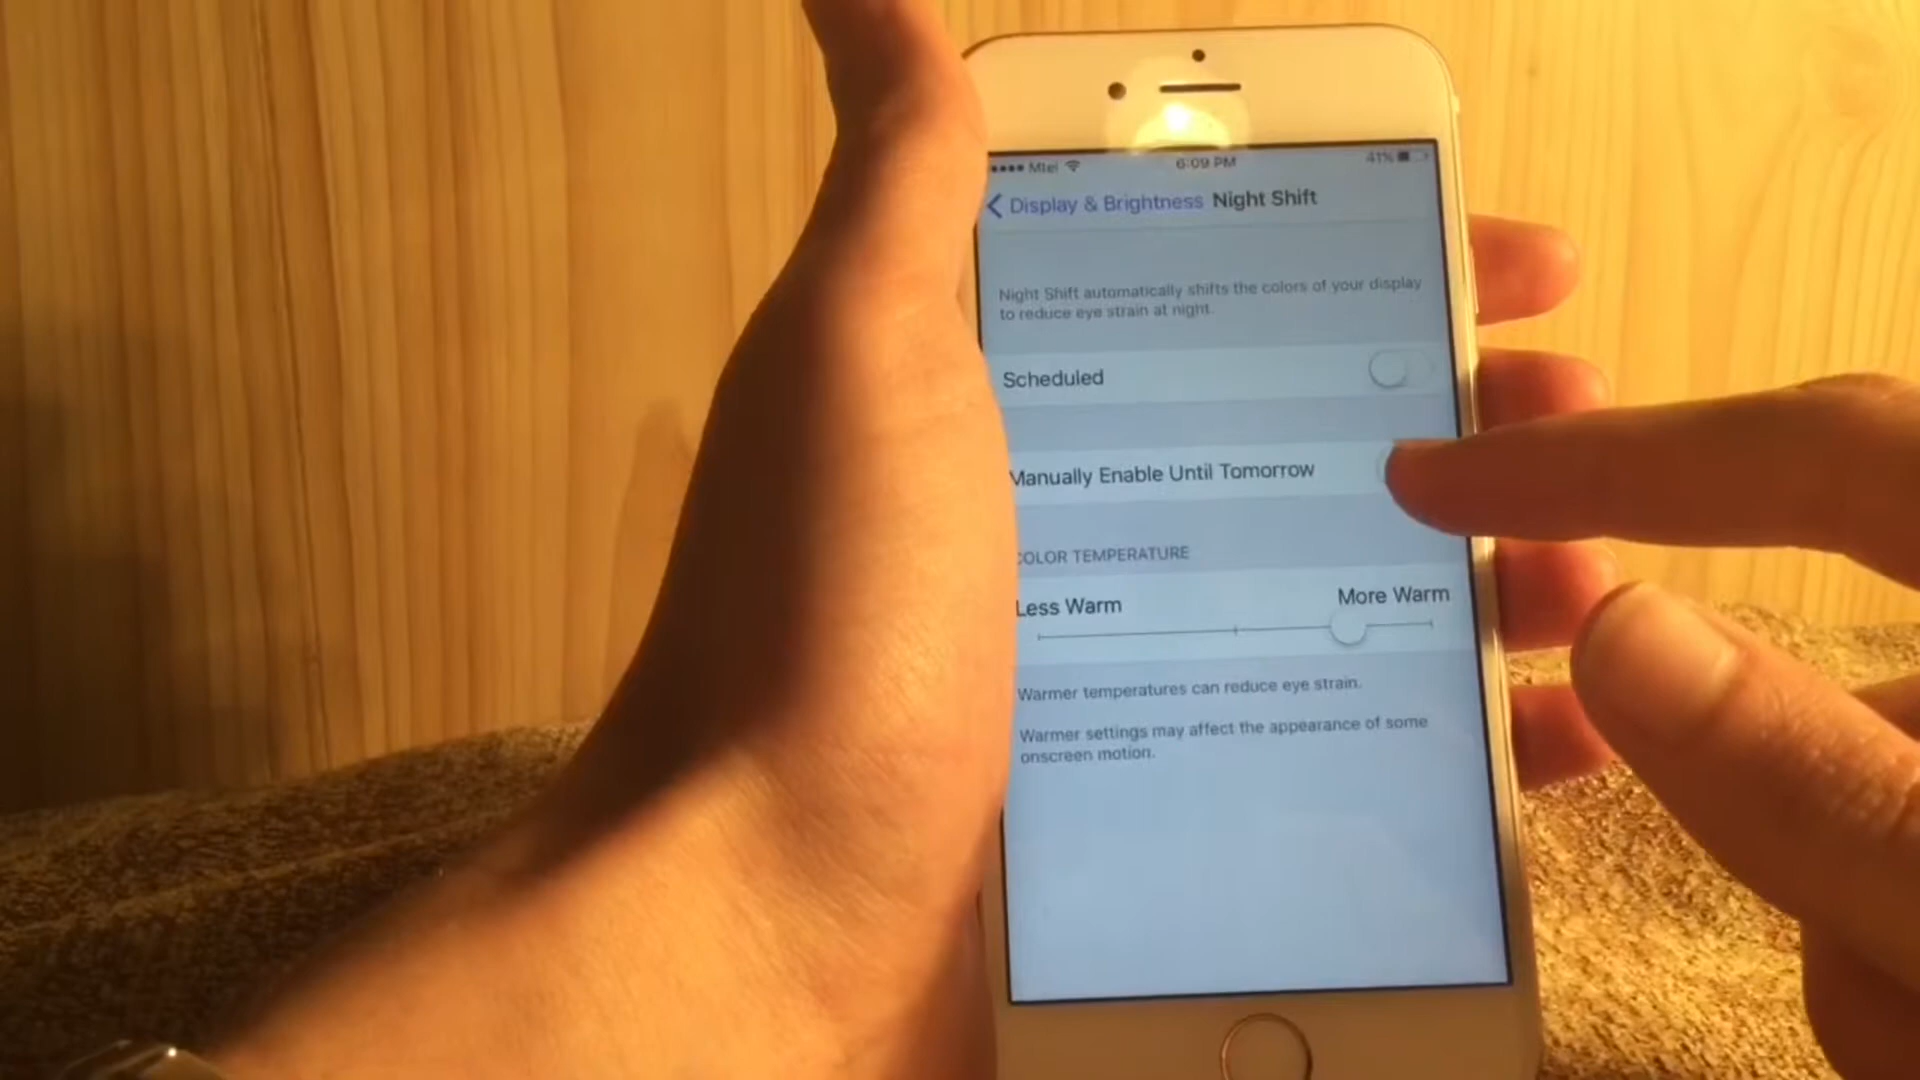 Mtel 6:09 PM 41%
Display & Brightness Night Shift
Night Shift automatically shifts the colors of your display
to reduce eye strain at night.
Scheduled
Manually Enable Until Tomorrow
COLOR TEMPERATURE
Less Warm More Warm
Warmer temperatures can reduce eye strain.
Warmer settings may affect the appearance of some
onscreen motion.